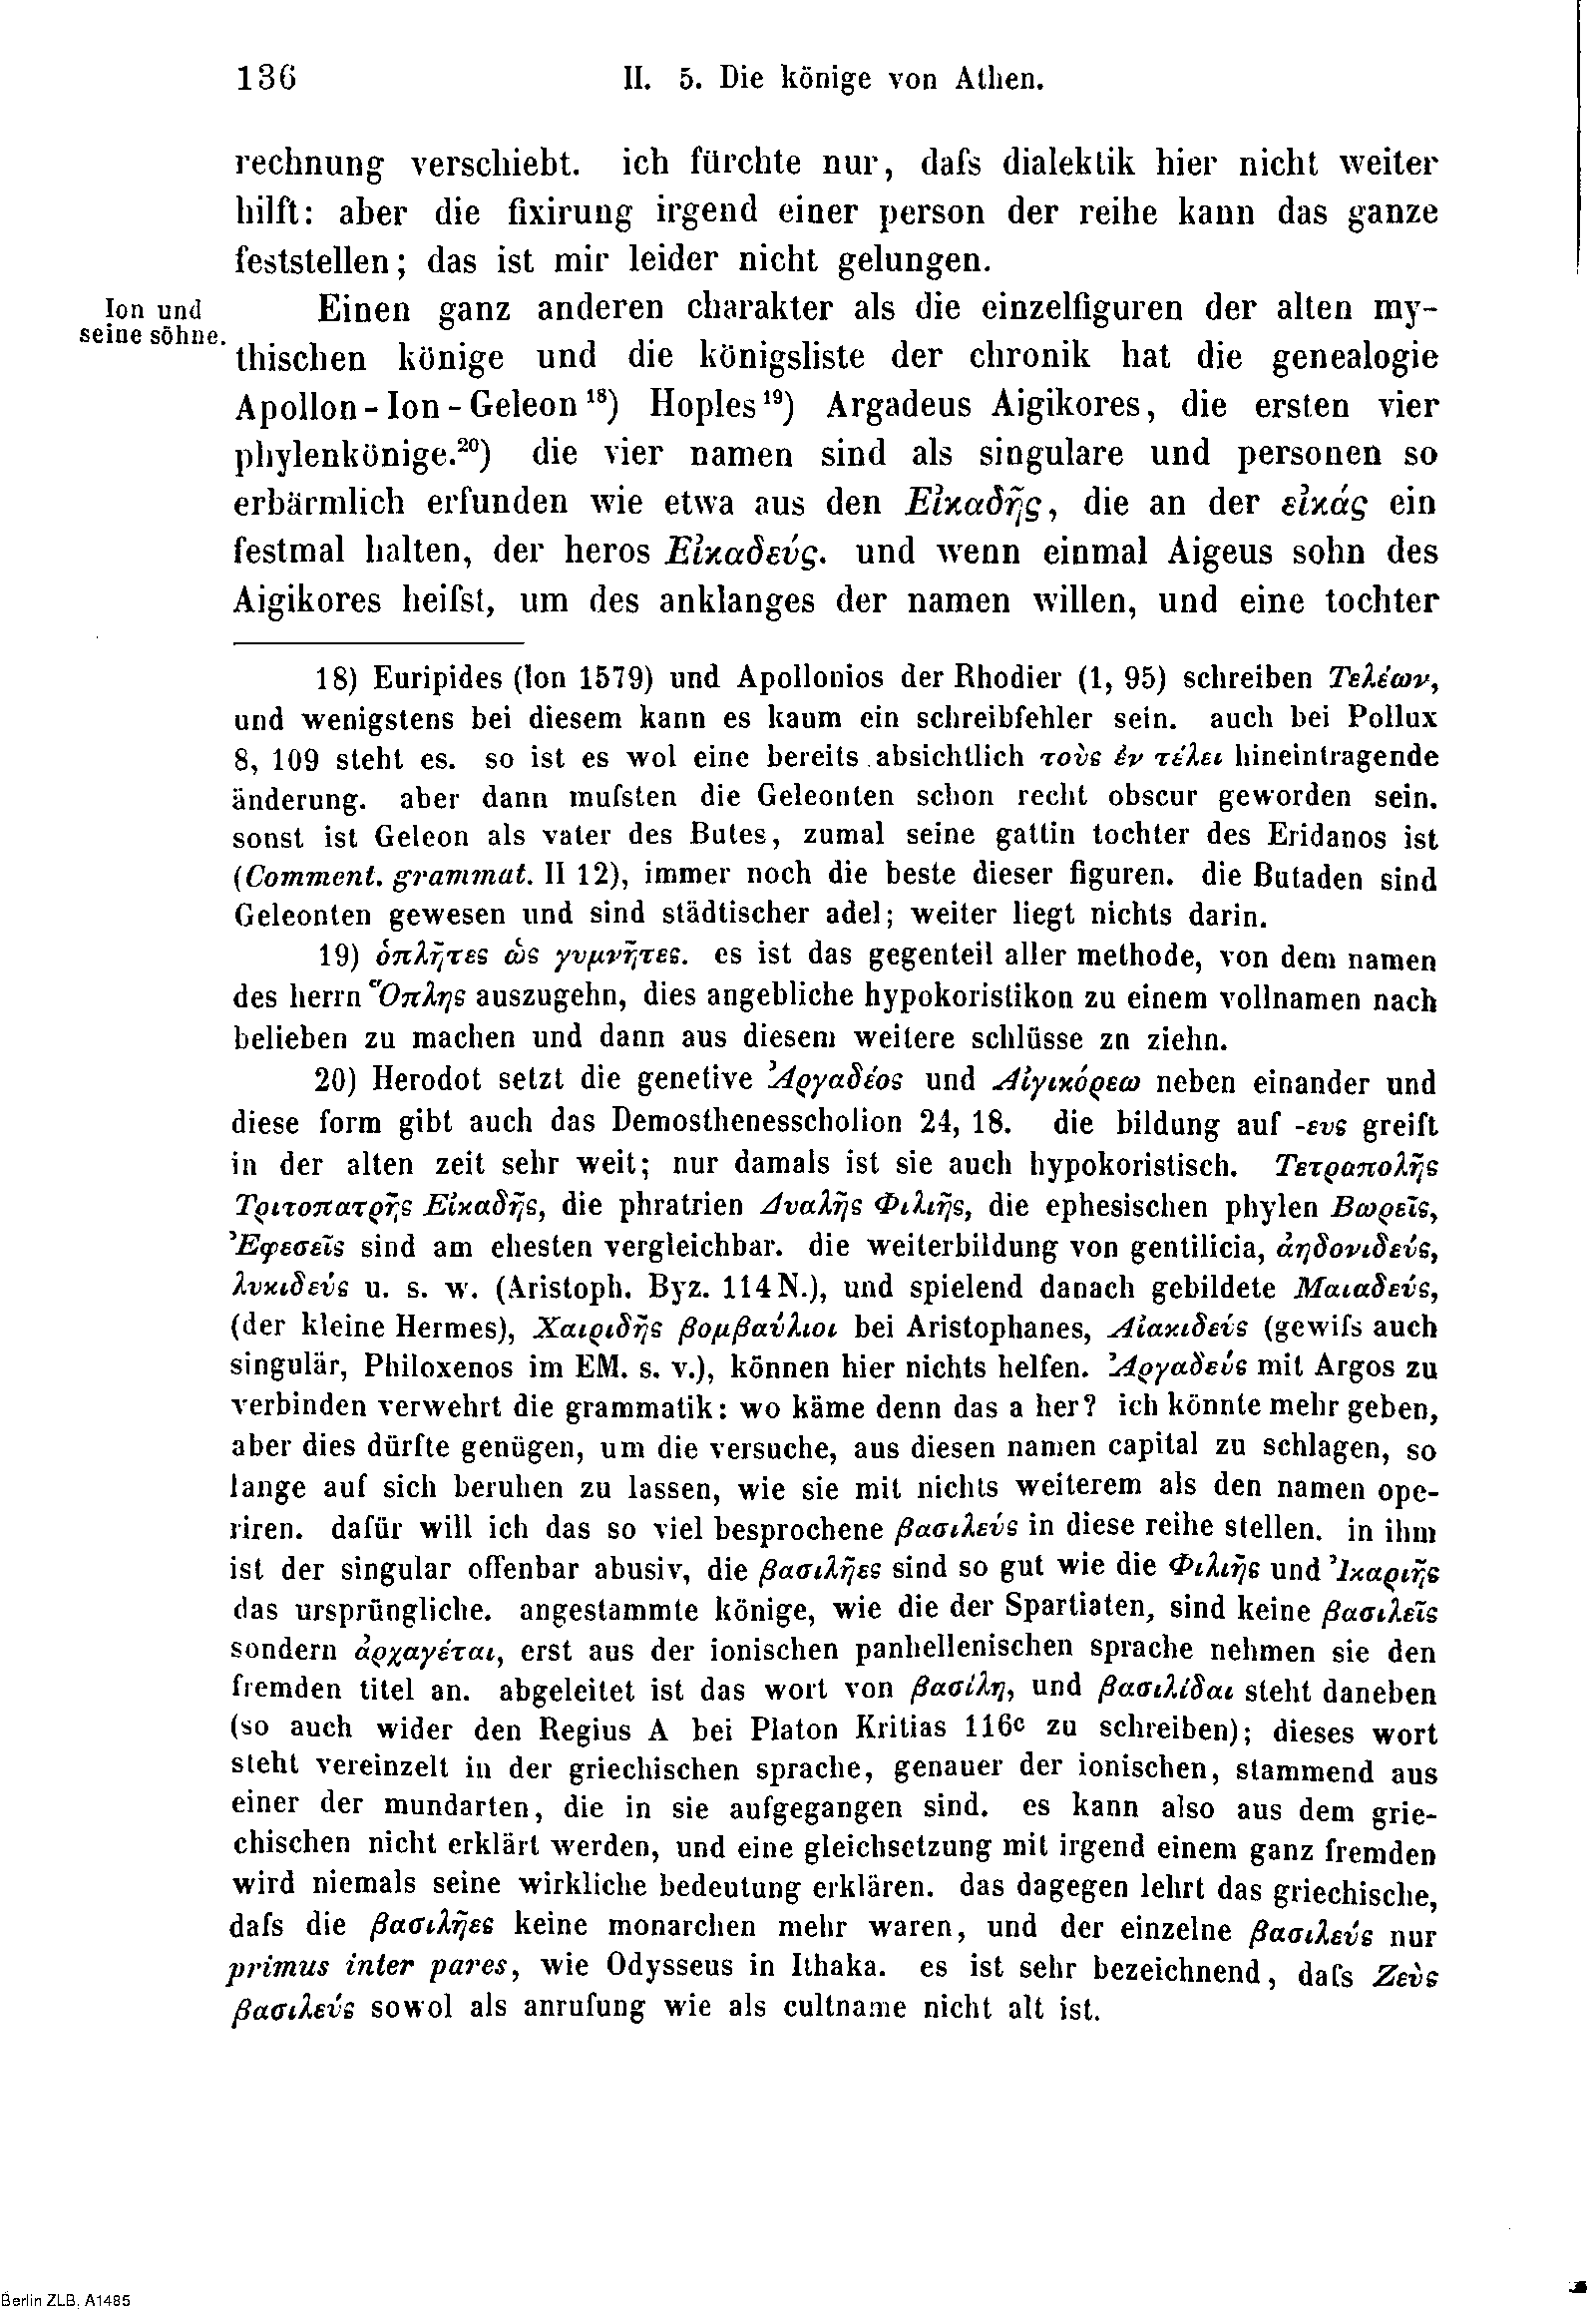 136
II. 5. Die könige von Athen.
rechnung verschiebt. ich fürchte nur, daſs dialektik hier nicht weiter
hilft: aber die fixirung irgend einer person der reihe kann das ganze
feststellen; das ist mir leider nicht gelungen.
Ion und
seine söhne.
Einen ganz anderen charakter als die einzelfiguren der alten my-
thischen könige und die königsliste der chronik hat die genealogie
Apollon-Ion-Geleon¹⁸) Hoples¹⁹) Argadeus Aigikores, die ersten vier
phylenkönige.²⁰) die vier namen sind als singulare und personen so
erbärmlich erfunden wie etwa aus den Εἰκαδῆς, die an der εἰκάς ein
festmal halten, der heros Εἰκαδεύς. und wenn einmal Aigeus sohn des
Aigikores heiſst, um des anklanges der namen willen, und eine tochter
18) Euripides (Ion 1579) und Apollonios der Rhodier (1, 95) schreiben Τελέων,
und wenigstens bei diesem kann es kaum ein schreibfehler sein. auch bei Pollux
8, 109 steht es. so ist es wol eine bereits absichtlich τοὺς ἐν τέλει hineintragende
änderung. aber dann muſsten die Geleonten schon recht obscur geworden sein.
sonst ist Geleon als vater des Butes, zumal seine gattin tochter des Eridanos ist
(Comment. grammat. II 12), immer noch die beste dieser figuren. die Butaden sind
Geleonten gewesen und sind städtischer adel; weiter liegt nichts darin.
19) ὁπλῆτες ὡς γυμνῆτες. es ist das gegenteil aller methode, von dem namen
des herrn Ὅπλης auszugehn, dies angebliche hypokoristikon zu einem vollnamen nach
belieben zu machen und dann aus diesem weitere schlüsse zn ziehn.
20) Herodot setzt die genetive Ἀργαδέος und Αἰγικόρεω neben einander und
diese form gibt auch das Demosthenesscholion 24, 18. die bildung auf -ευς greift
in der alten zeit sehr weit; nur damals ist sie auch hypokoristisch. Τετραπολῆς
Τριτοπατρῆς Εἰκαδῆς, die phratrien Δυαλῆς Φιλιῆς, die ephesischen phylen Βωρεῖς,
Ἐφεσεῖς sind am ehesten vergleichbar. die weiterbildung von gentilicia, ἀηδονιδεύς,
λυκιδεύς u. s. w. (Aristoph. Byz. 114 N.), und spielend danach gebildete Μαιαδεύς,
(der kleine Hermes), Χαιριδῆς βομβαύλιοι bei Aristophanes, Αἰακιδεύς (gewiſs auch
singulär, Philoxenos im EM. s. v.), können hier nichts helfen. Ἀργαδεύς mit Argos zu
verbinden verwehrt die grammatik: wo käme denn das a her? ich könnte mehr geben,
aber dies dürfte genügen, um die versuche, aus diesen namen capital zu schlagen, so
lange auf sich beruhen zu lassen, wie sie mit nichts weiterem als den namen ope-
riren. dafür will ich das so viel besprochene βασιλεύς in diese reihe stellen. in ihm
ist der singular offenbar abusiv, die βασιλῆες sind so gut wie die Φιλιῆς und Ἰκαριῆς
das ursprüngliche. angestammte könige, wie die der Spartiaten, sind keine βασιλεῖς
sondern ἀρχαγέται, erst aus der ionischen panhellenischen sprache nehmen sie den
fremden titel an. abgeleitet ist das wort von βασίλη, und βασιλίδαι steht daneben
(so auch wider den Regius A bei Platon Kritias 116ᶜ zu schreiben); dieses wort
steht vereinzelt in der griechischen sprache, genauer der ionischen, stammend aus
einer der mundarten, die in sie aufgegangen sind. es kann also aus dem grie-
chischen nicht erklärt werden, und eine gleichsetzung mit irgend einem ganz fremden
wird niemals seine wirkliche bedeutung erklären. das dagegen lehrt das griechische,
daſs die βασιλῆες keine monarchen mehr waren, und der einzelne βασιλεύς nur
primus inter pares, wie Odysseus in Ithaka. es ist sehr bezeichnend, daſs Ζεὺς
βασιλεύς sowol als anrufung wie als cultname nicht alt ist.
Berlin ZLB, A1485